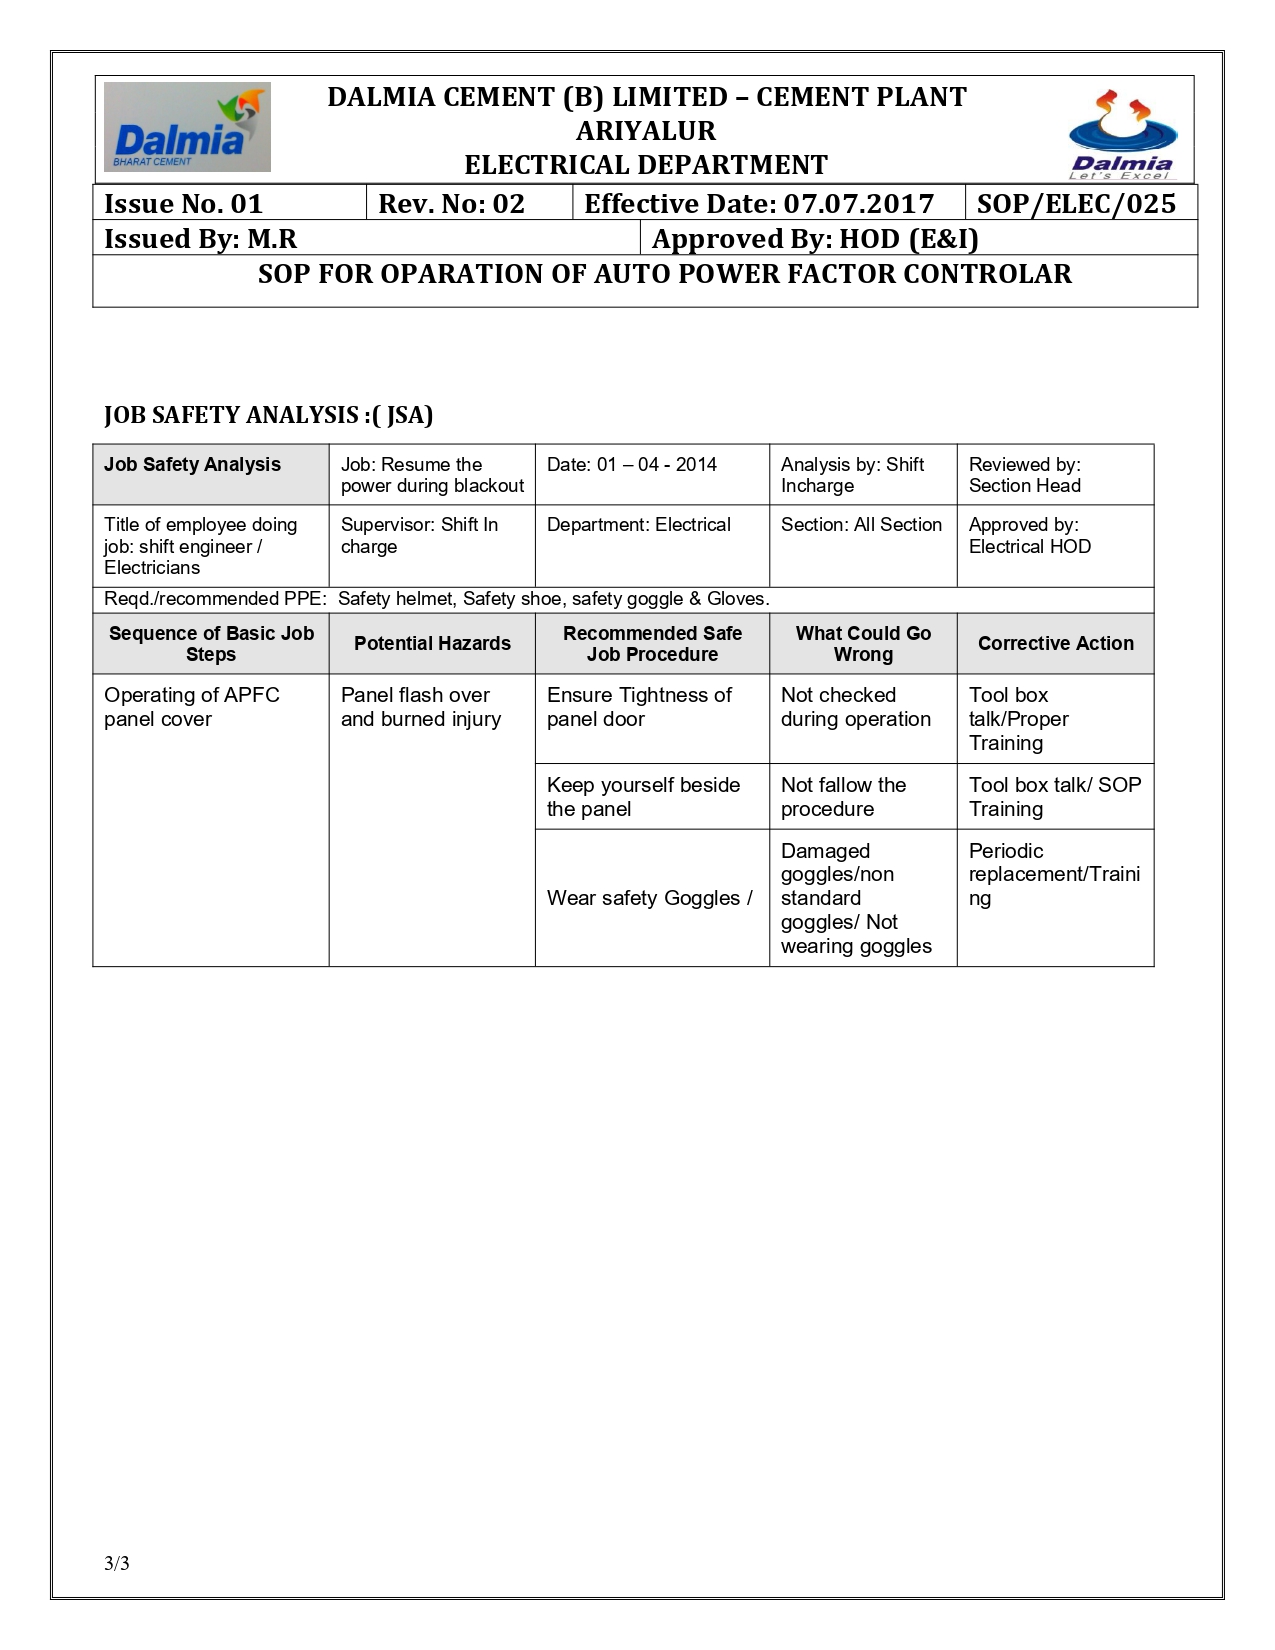 Dalmia
BHARAT CEMENT
DALMIA CEMENT (B) LIMITED – CEMENT PLANT
ARIYALUR
ELECTRICAL DEPARTMENT
Dalmia
Let's Excel
Issue No. 01 Rev. No: 02 Effective Date: 07.07.2017 SOP/ELEC/025
Issued By: M.R Approved By: HOD (E&I)
SOP FOR OPARATION OF AUTO POWER FACTOR CONTROLAR
JOB SAFETY ANALYSIS :( JSA)
Job Safety Analysis
Job: Resume the
power during blackout
Date: 01 – 04 - 2014
Analysis by: Shift
Incharge
Reviewed by:
Section Head
Title of employee doing
job: shift engineer /
Electricians
Supervisor: Shift In
charge
Department: Electrical
Section: All Section
Approved by:
Electrical HOD
Reqd./recommended PPE: Safety helmet, Safety shoe, safety goggle & Gloves.
Sequence of Basic Job
Steps
Potential Hazards
Recommended Safe
Job Procedure
What Could Go
Wrong
Corrective Action
Operating of APFC
panel cover
Panel flash over
and burned injury
Ensure Tightness of
panel door
Not checked
during operation
Tool box
talk/Proper
Training
Keep yourself beside
the panel
Not fallow the
procedure
Tool box talk/ SOP
Training
Wear safety Goggles /
Damaged
goggles/non
standard
goggles/ Not
wearing goggles
Periodic
replacement/Traini
ng
3/3